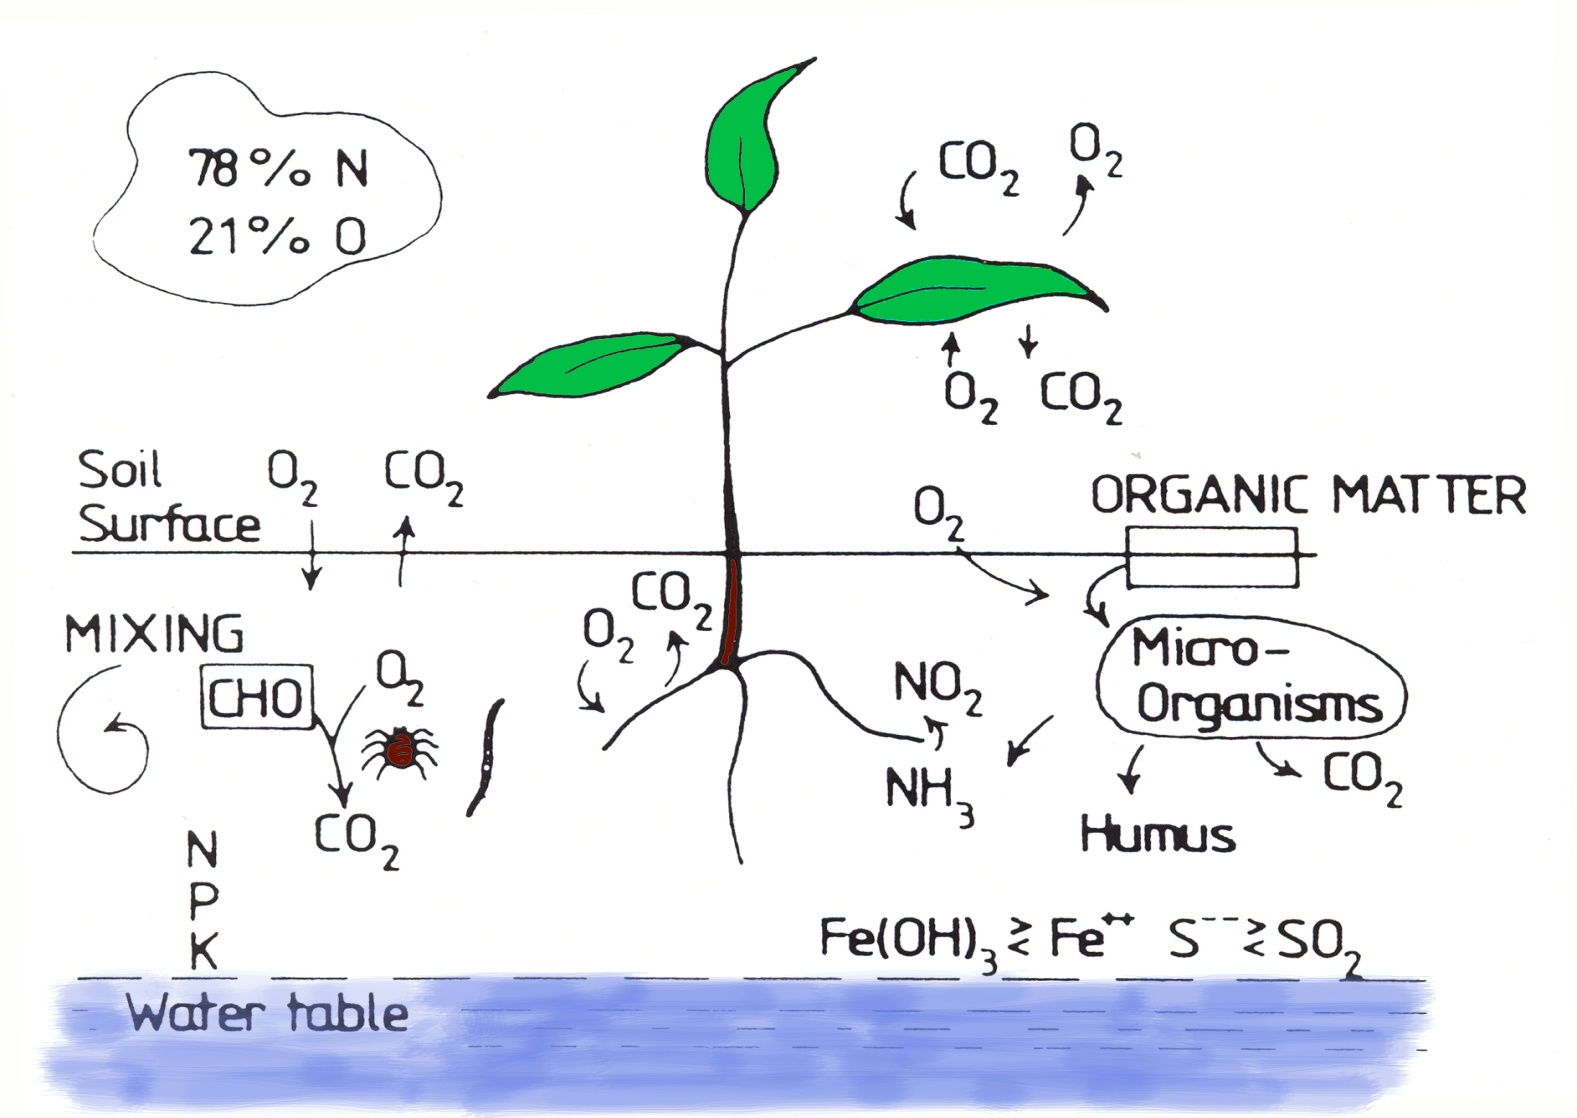 78% N
21% O
CO₂
O₂
O₂ CO₂
Soil
Surface
O₂
CO₂
O₂
ORGANIC MATTER
MIXING
CHO
O₂
CO₂
O₂
CO₂
NO₂
NH₃
Micro-
Organisms
CO₂
Humus
N
P
K
Fe(OH)₃ ≷ Fe⁺⁺ S⁻⁻ ≷ SO₂
Water table